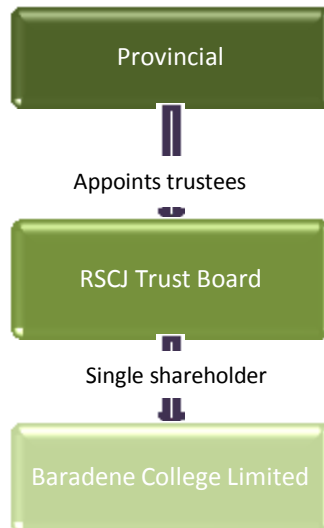 Provincial
Appoints trustees
RSCJ Trust Board
Single shareholder
Baradene College Limited